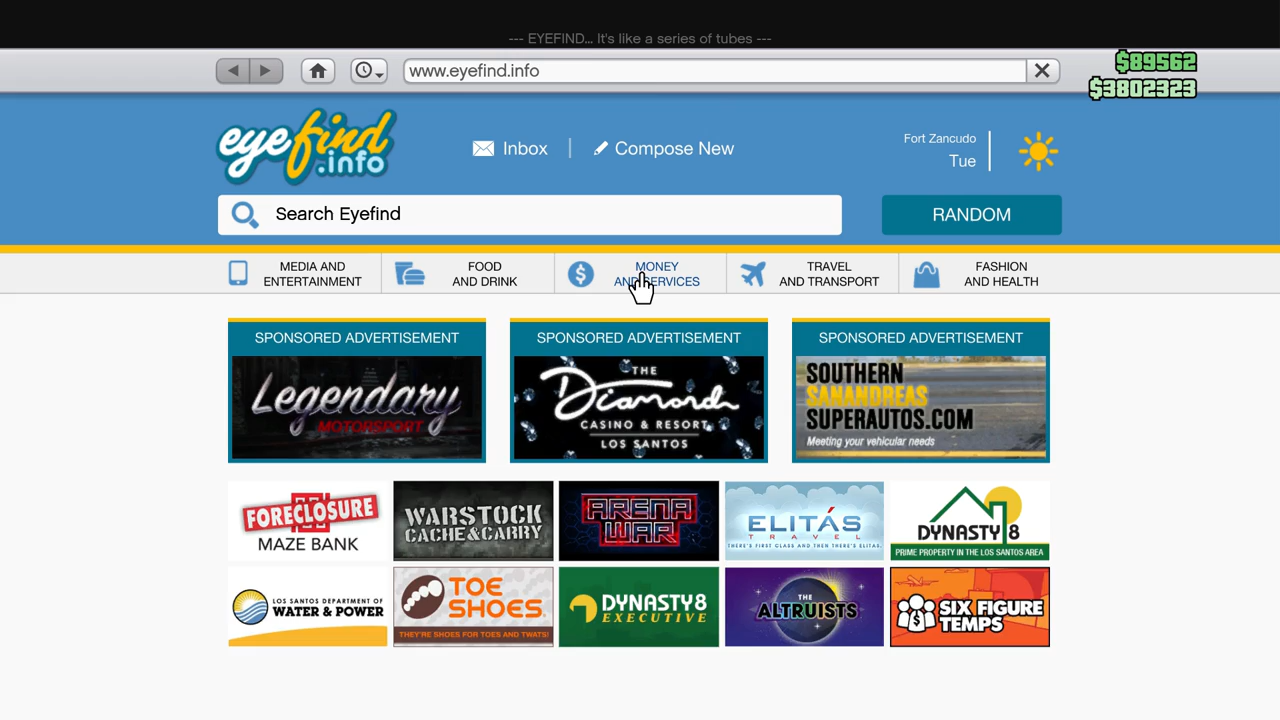 --- EYEFIND... It's like a series of tubes ---
www.eyefind.info
$89562
$3802323
eyefind
.info
Inbox
Compose New
Fort Zancudo
Tue
Search Eyefind
RANDOM
MEDIA AND
ENTERTAINMENT
FOOD
AND DRINK
MONEY
AND SERVICES
TRAVEL
AND TRANSPORT
FASHION
AND HEALTH
SPONSORED ADVERTISEMENT
Legendary
MOTORSPORT
SPONSORED ADVERTISEMENT
THE
Diamond
CASINO & RESORT
LOS SANTOS
SPONSORED ADVERTISEMENT
SOUTHERN
SANANDREAS
SUPERAUTOS.COM
Meeting your vehicular needs
FORECLOSURE
MAZE BANK
WARSTOCK
CACHE&CARRY
ARENA
WAR
ELITÁS
TRAVEL
THERE'S FIRST CLASS AND THEN THERE'S ELITAS.
DYNASTY 8
PRIME PROPERTY IN THE LOS SANTOS AREA
LOS SANTOS DEPARTMENT OF
WATER & POWER
TOE
SHOES
THEY'RE SHOES FOR TOES AND TWATS!
DYNASTY 8
EXECUTIVE
THE
ALTRUISTS
SIX FIGURE
TEMPS